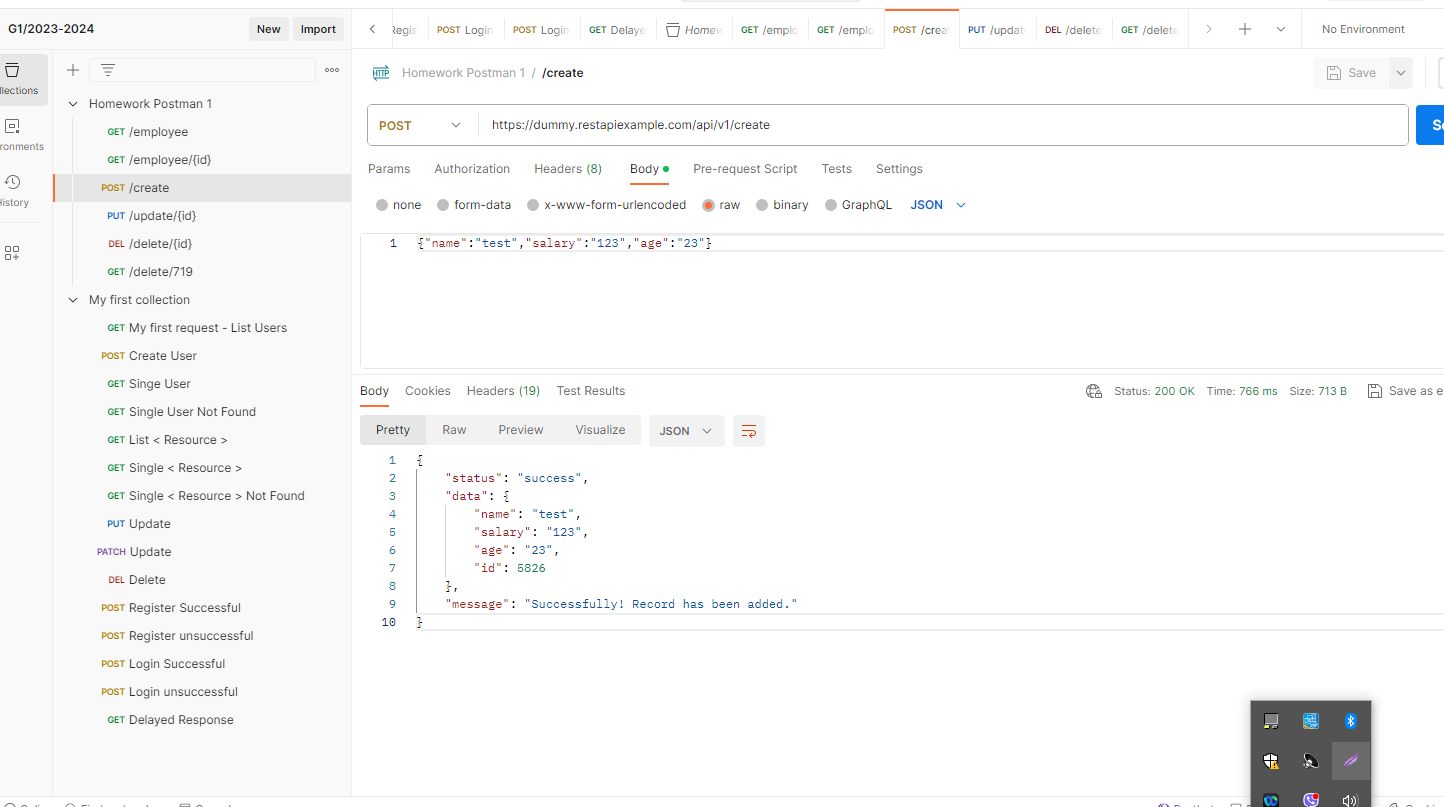 G1/2023-2024
New
Import
POST Login
POST Login
GET Delaye
Homew
GET /emplo
GET /emplo
POST /creat
PUT /updat
DEL /delete
GET /delete
No Environment
Homework Postman 1 / /create
Save
POST
https://dummy.restapiexample.com/api/v1/create
Params
Authorization
Headers (8)
Body
Pre-request Script
Tests
Settings
none
form-data
x-www-form-urlencoded
raw
binary
GraphQL
JSON
1 {"name":"test","salary":"123","age":"23"}
Body
Cookies
Headers (19)
Test Results
Status: 200 OK
Time: 766 ms
Size: 713 B
Save as e
Pretty
Raw
Preview
Visualize
JSON
1 {
2 "status": "success",
3 "data": {
4 "name": "test",
5 "salary": "123",
6 "age": "23",
7 "id": 5826
8 },
9 "message": "Successfully! Record has been added."
10 }
llections
ronments
History
Homework Postman 1
GET /employee
GET /employee/{id}
POST /create
PUT /update/{id}
DEL /delete/{id}
GET /delete/719
My first collection
GET My first request - List Users
POST Create User
GET Singe User
GET Single User Not Found
GET List < Resource >
GET Single < Resource >
GET Single < Resource > Not Found
PUT Update
PATCH Update
DEL Delete
POST Register Successful
POST Register unsuccessful
POST Login Successful
POST Login unsuccessful
GET Delayed Response